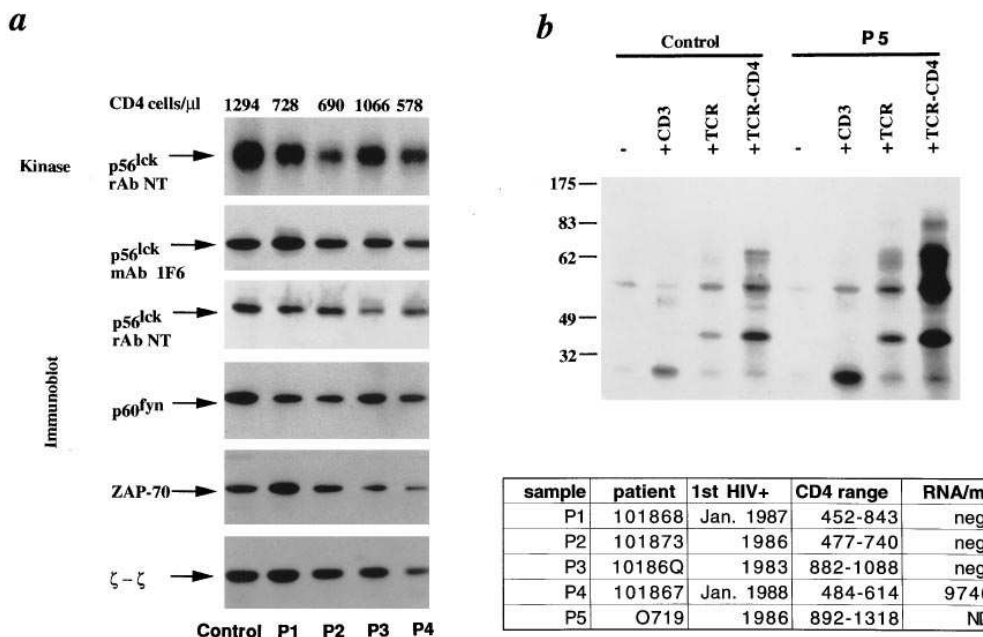 a
CD4 cells/µl
1294 728 690 1066 578
Kinase
p56lck
rAb NT
p56lck
mAb 1F6
p56lck
rAb NT
Immunoblot
p60fyn
ZAP-70
ζ – ζ
Control P1 P2 P3 P4
b
Control P 5
- +CD3 +TCR +TCR-CD4 - +CD3 +TCR +TCR-CD4
175
83
62
49
32
sample patient 1st HIV+ CD4 range
P1 101868 Jan. 1987 452-843 neg
P2 101873 1986 477-740 neg
P3 10186Q 1983 882-1088 neg
P4 101867 Jan. 1988 484-614
P5 O719 1986 892-1318